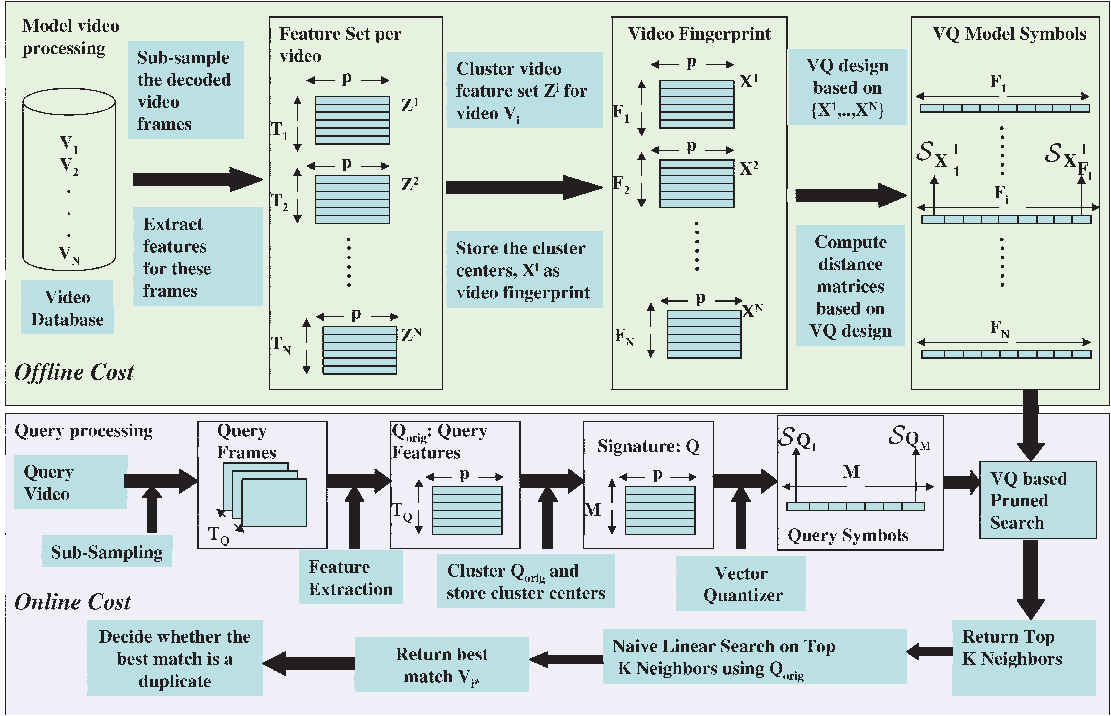 Model video
processing
V1
V2
VN
Video
Database
Offline Cost
Sub-sample
the decoded
video
frames
Extract
features
for these
frames
Feature Set per
video
p
T1
Z1
p
T2
Z2
p
TN
ZN
Cluster video
feature set Zi for
video Vi
Store the cluster
centers, Xi as
video fingerprint
Video Fingerprint
p
F1
X1
p
F2
X2
p
FN
XN
VQ design
based on
{X1,..,XN}
Compute
distance
matrices
based on
VQ design
VQ Model Symbols
F1
Fi
FN
Query processing
Query
Video
Sub-Sampling
Query
Frames
TQ
Feature
Extraction
Qorig: Query
Features
p
TQ
Cluster Qorig and
store cluster centers
Signature: Q
p
M
Vector
Quantizer
SQ1
SQM
M
Query Symbols
VQ based
Pruned
Search
Online Cost
Return Top
K Neighbors
Naive Linear Search on Top
K Neighbors using Qorig
Return best
match Vi*
Decide whether the
best match is a
duplicate